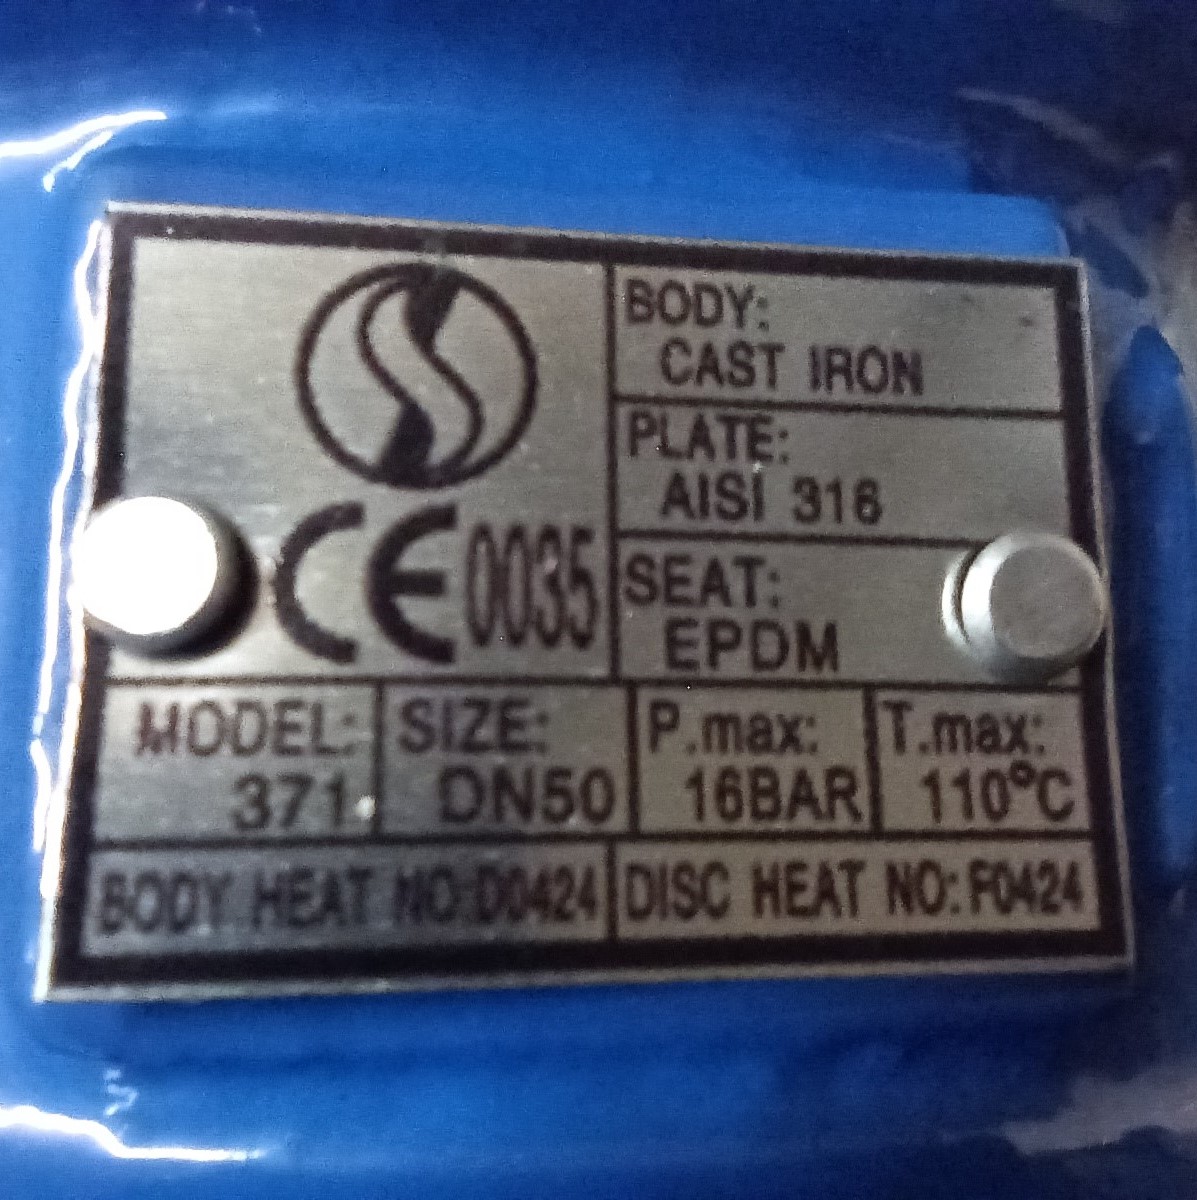 BODY:
CAST IRON
PLATE:
AISI 316
CE 0035
SEAT:
EPDM
MODEL:
371
SIZE:
DN50
P.max:
16BAR
T.max:
110°C
BODY HEAT NO:D0424
DISC HEAT NO: F0424